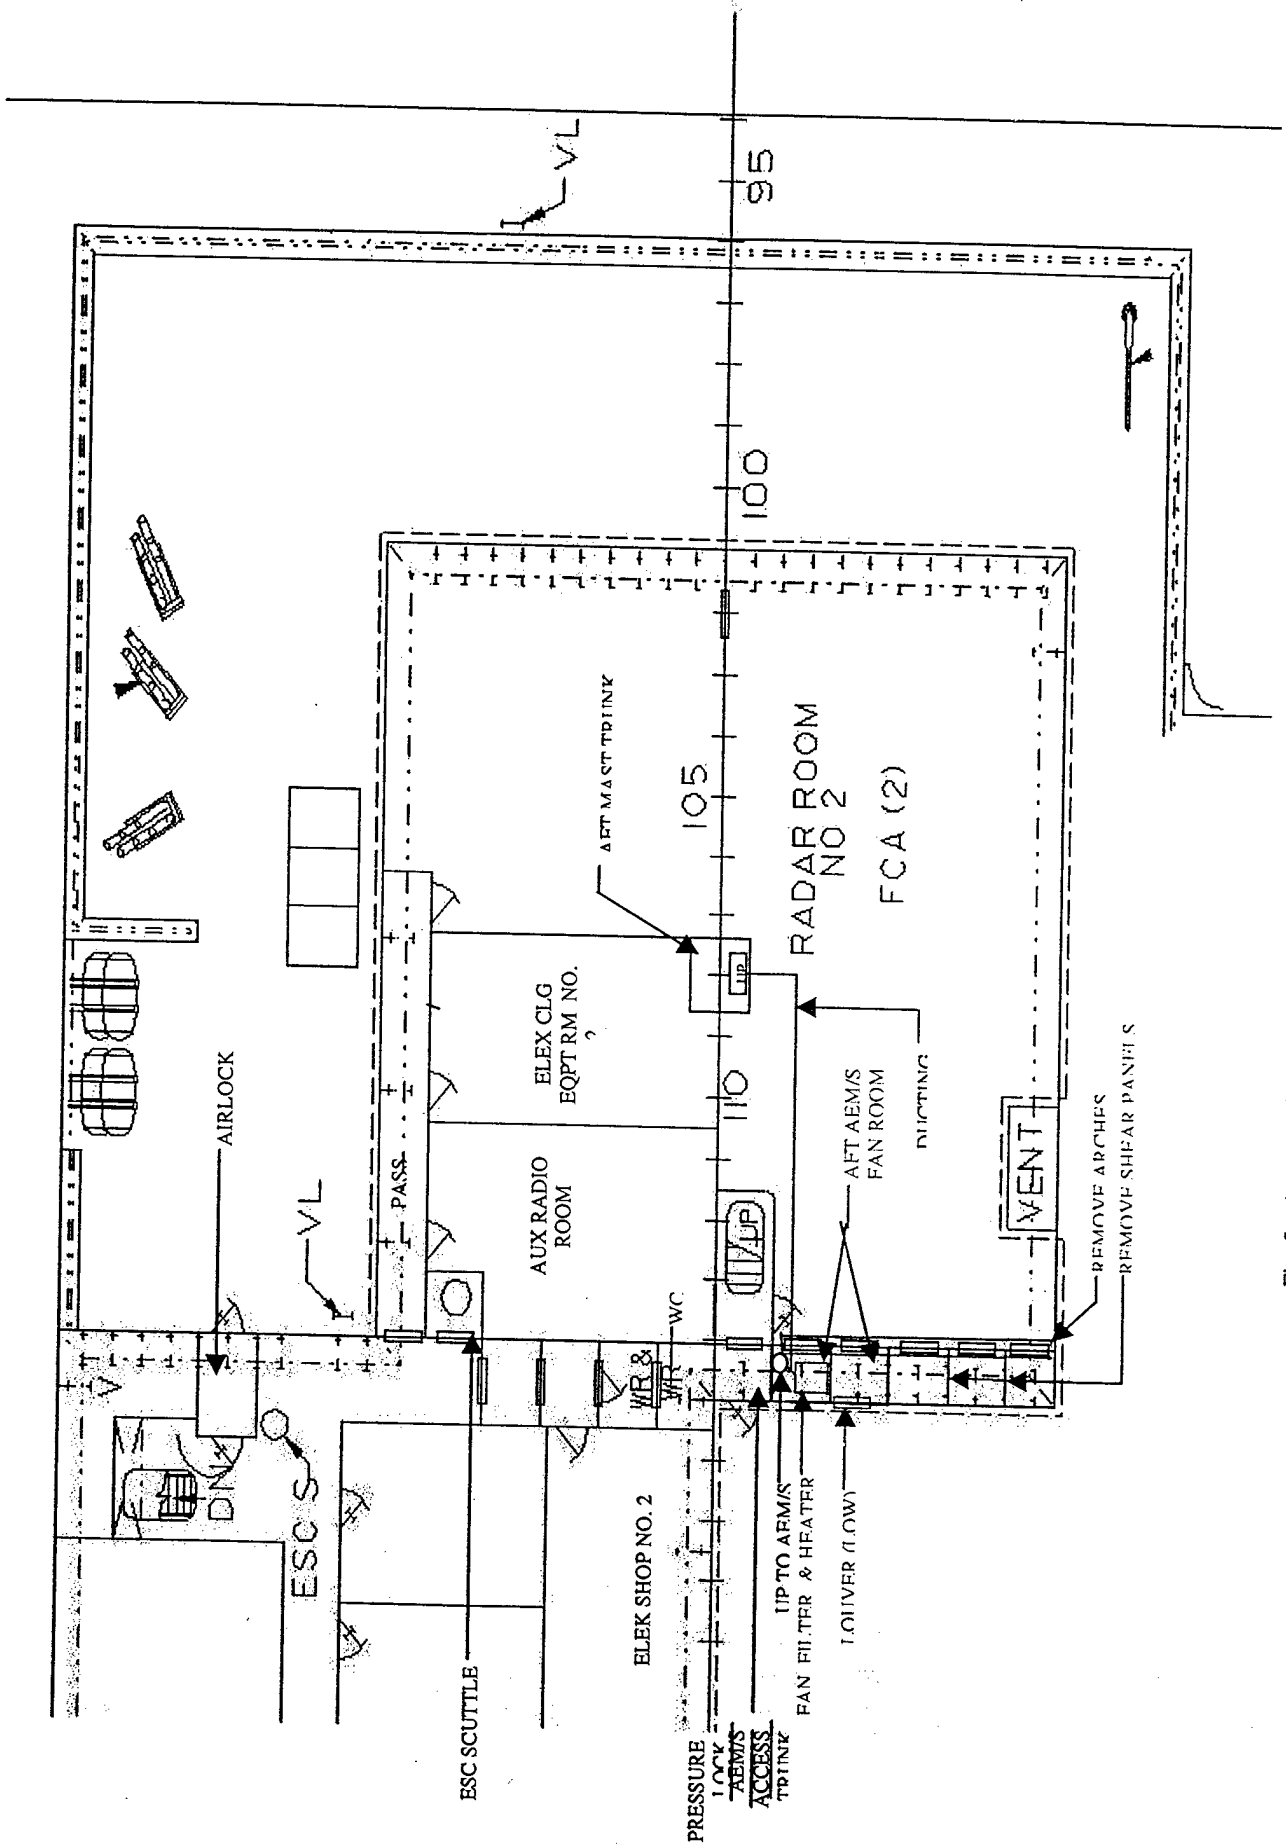 VL
95
100
105
110
AFT MAST TRUNK
RADAR ROOM
NO 2
FCA (2)
UP
ELEX CLG
EQPT RM NO.
2
AIRLOCK
VL
PASS
AUX RADIO
ROOM
DUCTING
AFT AEM/S
FAN ROOM
VENT
REMOVE ARCHES
REMOVE SHEAR PANELS
UP
WC
WR &
WR
V
DN
ESC S
ELEK SHOP NO. 2
ESC SCUTTLE
UP TO AEM/S
FAN FILTER & HEATER
LOUVER (LOW)
PRESSURE
LOCK
AEM/S
ACCESS
TRUNK